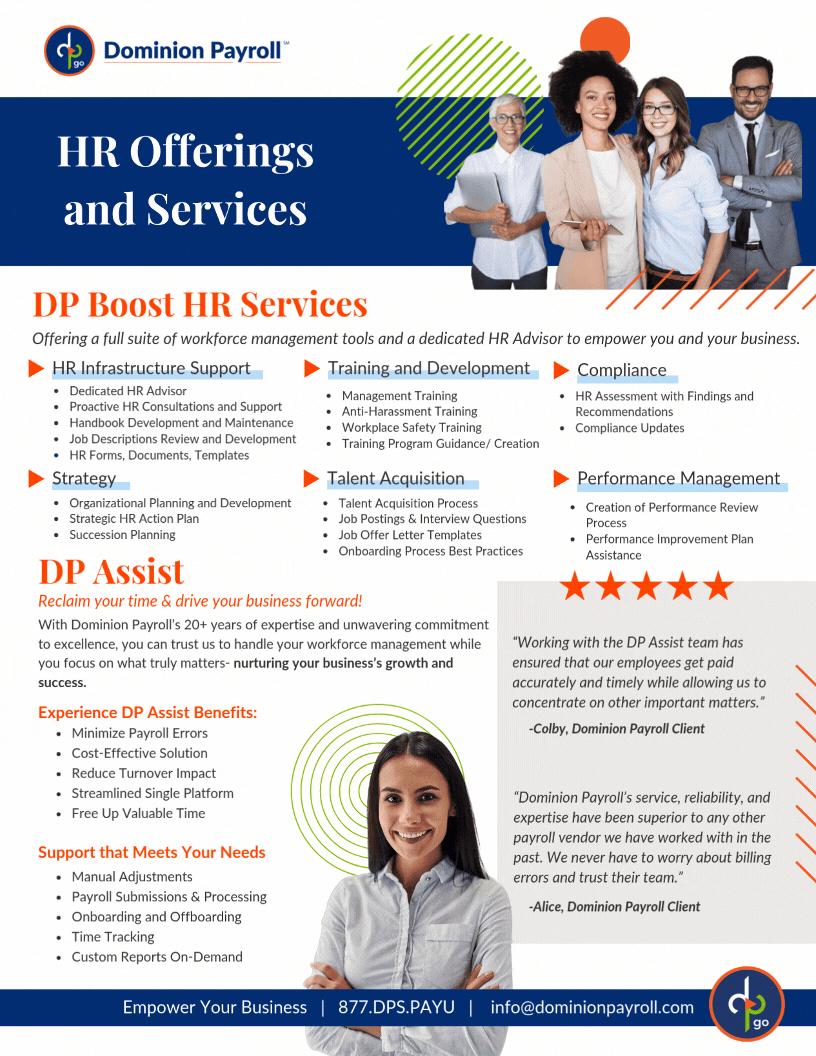 dp go
Dominion Payroll℠
HR Offerings
and Services
DP Boost HR Services
Offering a full suite of workforce management tools and a dedicated HR Advisor to empower you and your business.
HR Infrastructure Support
• Dedicated HR Advisor
• Proactive HR Consultations and Support
• Handbook Development and Maintenance
• Job Descriptions Review and Development
• HR Forms, Documents, Templates
Training and Development
• Management Training
• Anti-Harassment Training
• Workplace Safety Training
• Training Program Guidance/ Creation
Compliance
• HR Assessment with Findings and
Recommendations
• Compliance Updates
Strategy
• Organizational Planning and Development
• Strategic HR Action Plan
• Succession Planning
Talent Acquisition
• Talent Acquisition Process
• Job Postings & Interview Questions
• Job Offer Letter Templates
• Onboarding Process Best Practices
Performance Management
• Creation of Performance Review
Process
• Performance Improvement Plan
Assistance
DP Assist
Reclaim your time & drive your business forward!
With Dominion Payroll's 20+ years of expertise and unwavering commitment
to excellence, you can trust us to handle your workforce management while
you focus on what truly matters- nurturing your business's growth and
success.
Experience DP Assist Benefits:
• Minimize Payroll Errors
• Cost-Effective Solution
• Reduce Turnover Impact
• Streamlined Single Platform
• Free Up Valuable Time
Support that Meets Your Needs
• Manual Adjustments
• Payroll Submissions & Processing
• Onboarding and Offboarding
• Time Tracking
• Custom Reports On-Demand
“Working with the DP Assist team has
ensured that our employees get paid
accurately and timely while allowing us to
concentrate on other important matters.”
-Colby, Dominion Payroll Client
“Dominion Payroll's service, reliability, and
expertise have been superior to any other
payroll vendor we have worked with in the
past. We never have to worry about billing
errors and trust their team.”
-Alice, Dominion Payroll Client
Empower Your Business | 877.DPS.PAYU | info@dominionpayroll.com
dp go